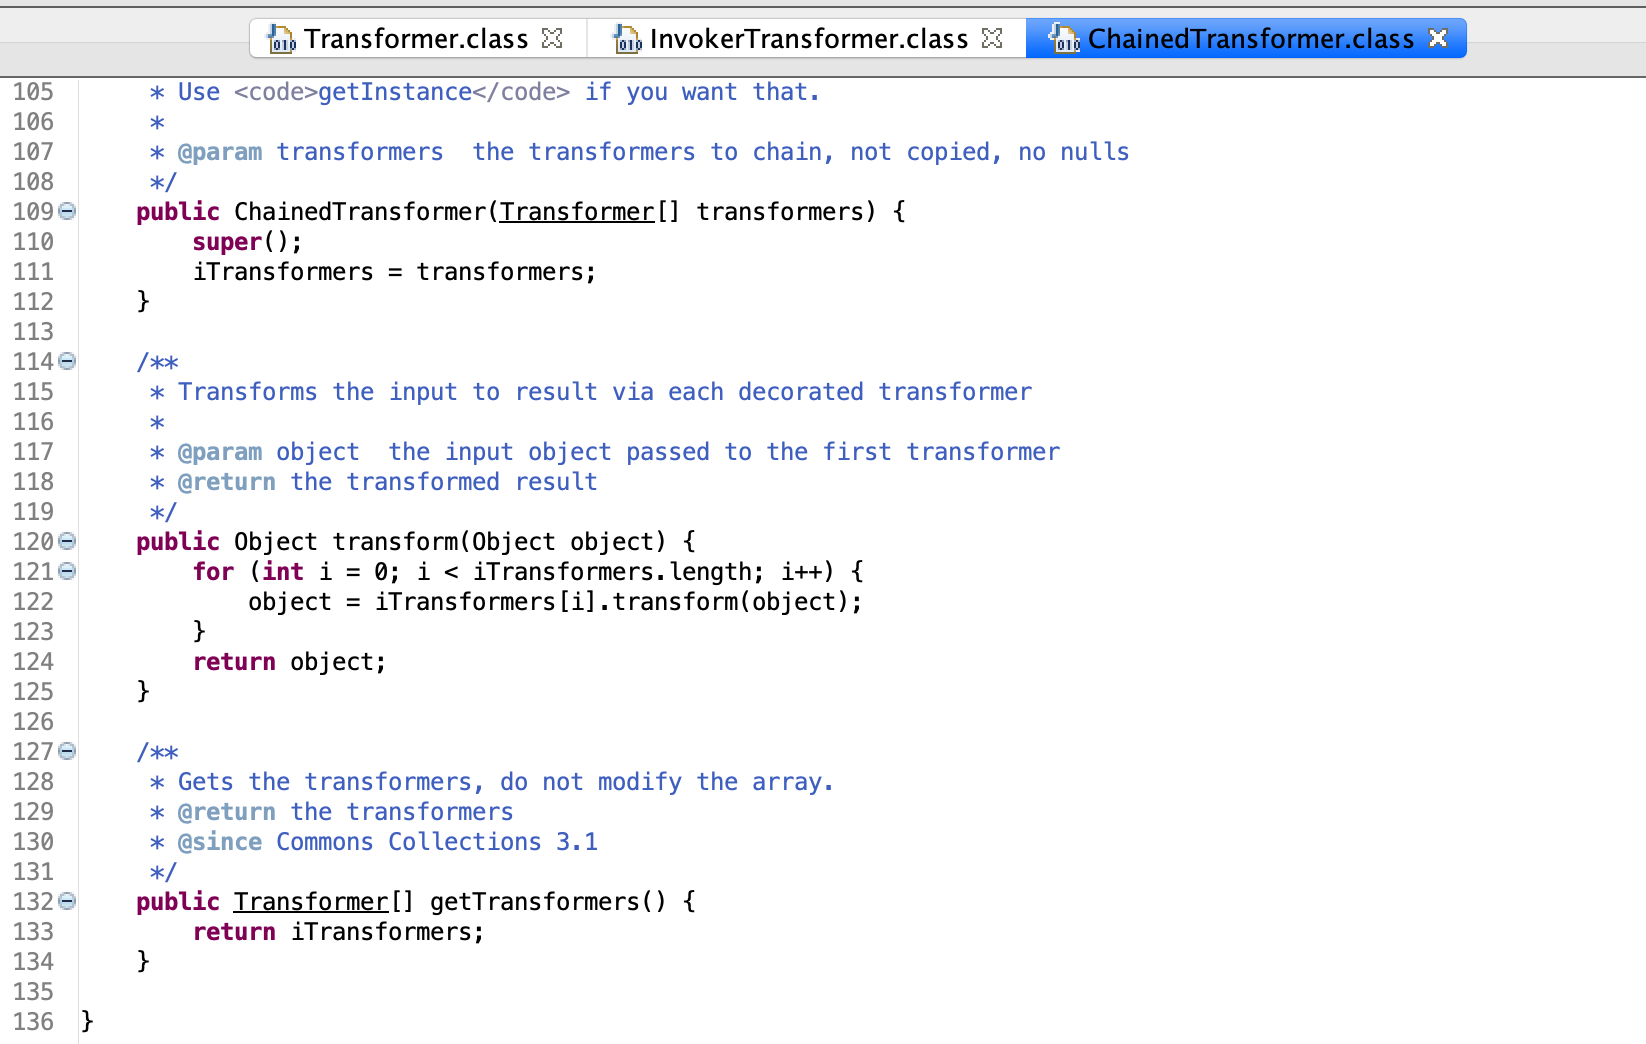 Transformer.class InvokerTransformer.class ChainedTransformer.class
105 * Use <code>getInstance</code> if you want that.
106 *
107 * @param transformers  the transformers to chain, not copied, no nulls
108 */
109 public ChainedTransformer(Transformer[] transformers) {
110 super();
111 iTransformers = transformers;
112 }
113
114 /**
115 * Transforms the input to result via each decorated transformer
116 *
117 * @param object  the input object passed to the first transformer
118 * @return the transformed result
119 */
120 public Object transform(Object object) {
121 for (int i = 0; i < iTransformers.length; i++) {
122 object = iTransformers[i].transform(object);
123 }
124 return object;
125 }
126
127 /**
128 * Gets the transformers, do not modify the array.
129 * @return the transformers
130 * @since Commons Collections 3.1
131 */
132 public Transformer[] getTransformers() {
133 return iTransformers;
134 }
135
136 }